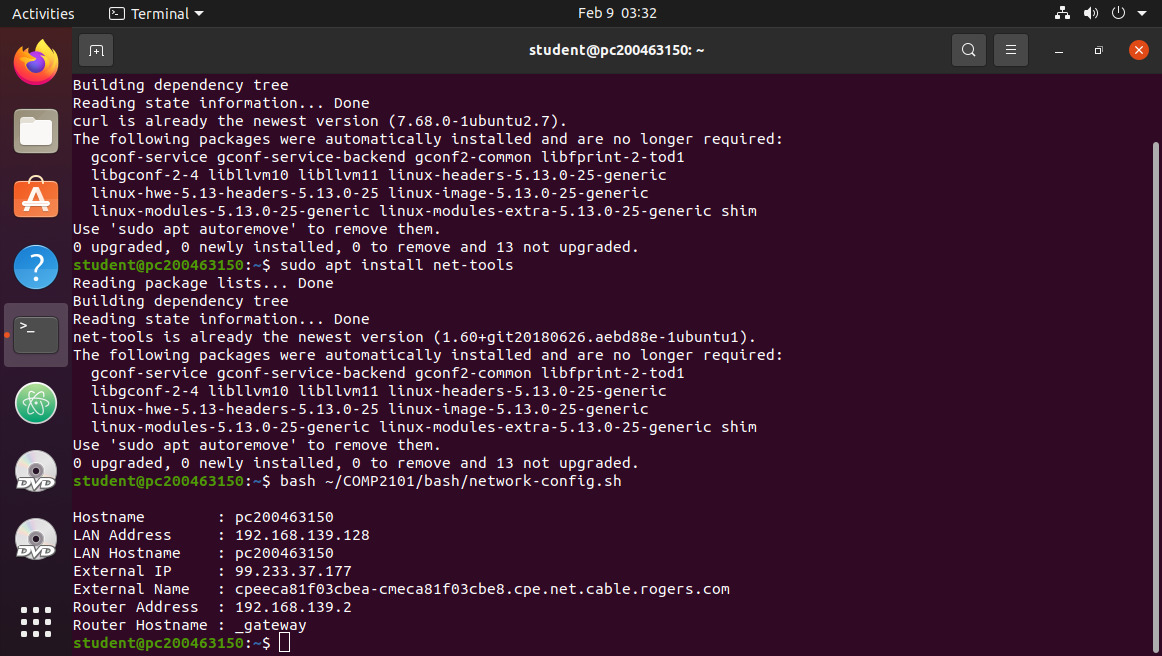 Activities
Terminal
Feb 9 03:32
student@pc200463150: ~
Building dependency tree
Reading state information... Done
curl is already the newest version (7.68.0-1ubuntu2.7).
The following packages were automatically installed and are no longer required:
  gconf-service gconf-service-backend gconf2-common libfprint-2-tod1
  libgconf-2-4 libllvm10 libllvm11 linux-headers-5.13.0-25-generic
  linux-hwe-5.13-headers-5.13.0-25 linux-image-5.13.0-25-generic
  linux-modules-5.13.0-25-generic linux-modules-extra-5.13.0-25-generic shim
Use 'sudo apt autoremove' to remove them.
0 upgraded, 0 newly installed, 0 to remove and 13 not upgraded.
student@pc200463150:~$ sudo apt install net-tools
Reading package lists... Done
Building dependency tree
Reading state information... Done
net-tools is already the newest version (1.60+git20180626.aebd88e-1ubuntu1).
The following packages were automatically installed and are no longer required:
  gconf-service gconf-service-backend gconf2-common libfprint-2-tod1
  libgconf-2-4 libllvm10 libllvm11 linux-headers-5.13.0-25-generic
  linux-hwe-5.13-headers-5.13.0-25 linux-image-5.13.0-25-generic
  linux-modules-5.13.0-25-generic linux-modules-extra-5.13.0-25-generic shim
Use 'sudo apt autoremove' to remove them.
0 upgraded, 0 newly installed, 0 to remove and 13 not upgraded.
student@pc200463150:~$ bash ~/COMP2101/bash/network-config.sh
Hostname        : pc200463150
LAN Address     : 192.168.139.128
LAN Hostname    : pc200463150
External IP     : 99.233.37.177
External Name   : cpeeca81f03cbea-cmeca81f03cbe8.cpe.net.cable.rogers.com
Router Address  : 192.168.139.2
Router Hostname : _gateway
student@pc200463150:~$
>_
DVD
DVD